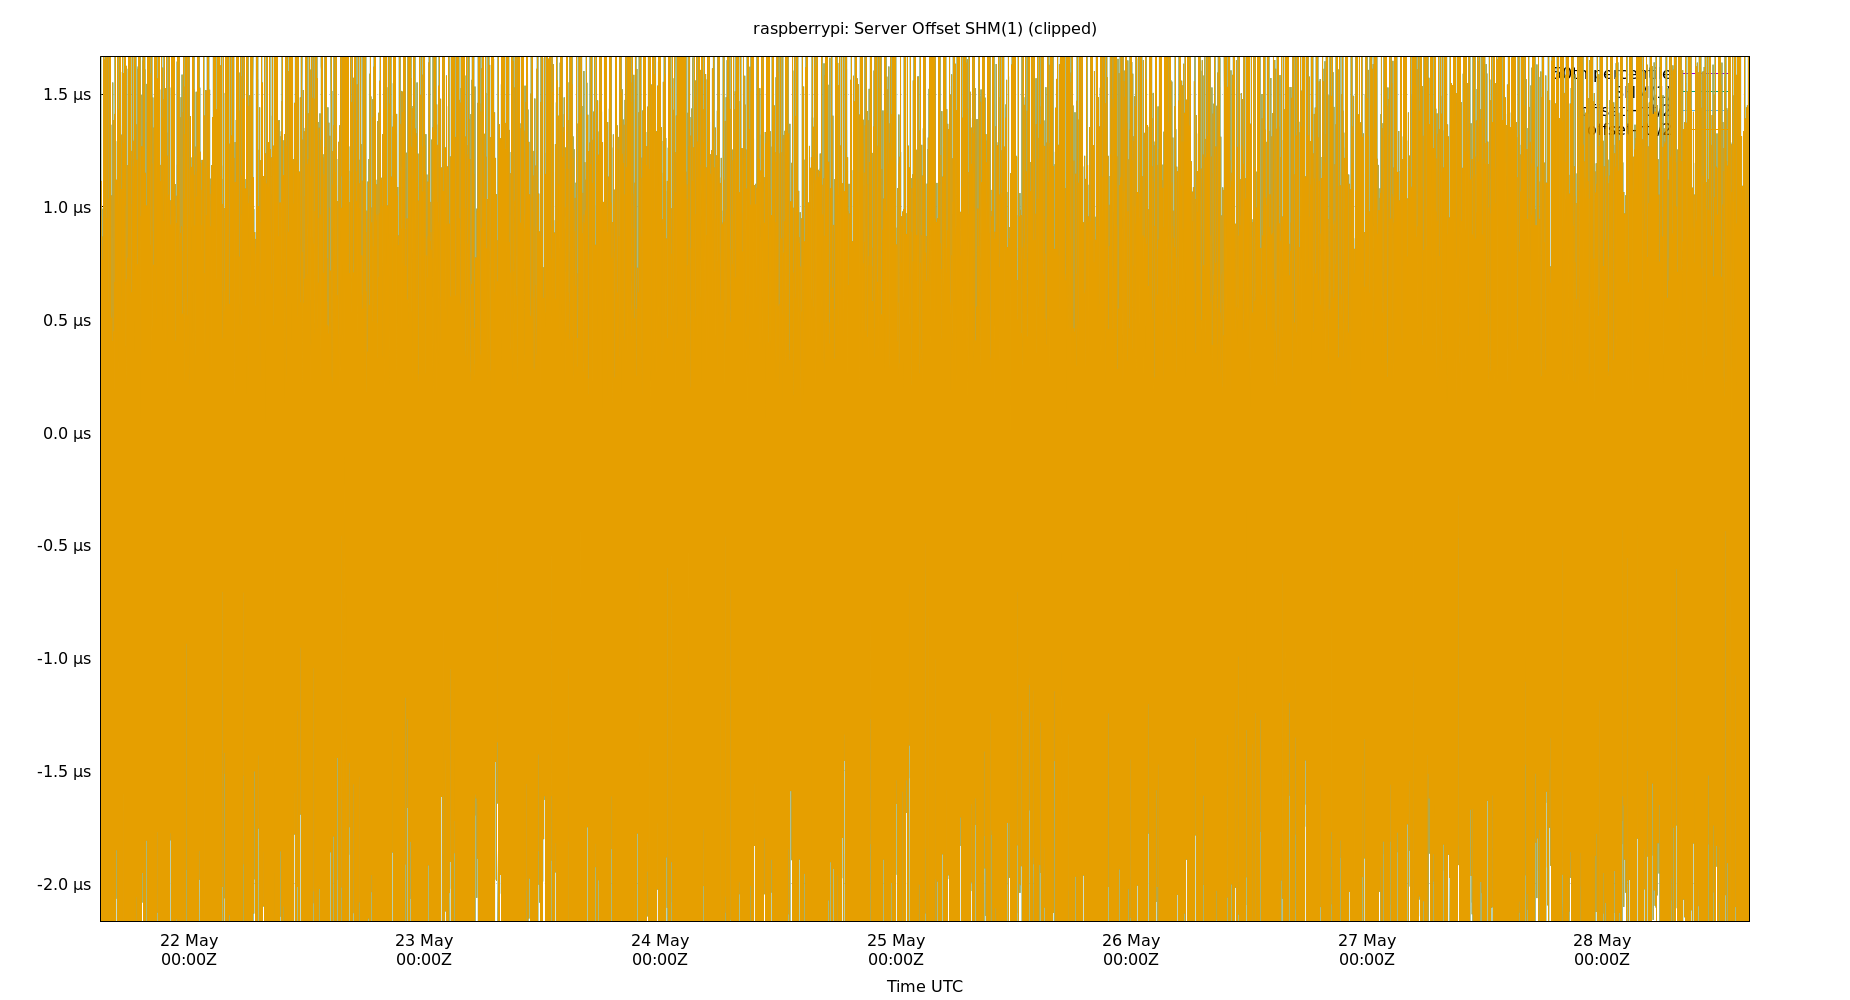 raspberrypi: Server Offset SHM(1) (clipped)
50th percentile
1.5 µs
1.0 µs
0.5 µs
0.0 µs
-0.5 µs
-1.0 µs
-1.5 µs
-2.0 µs
22 May 23 May 24 May 25 May 26 May 27 May 28 May
00:00Z 00:00Z 00:00Z 00:00Z 00:00Z 00:00Z 00:00Z
Time UTC